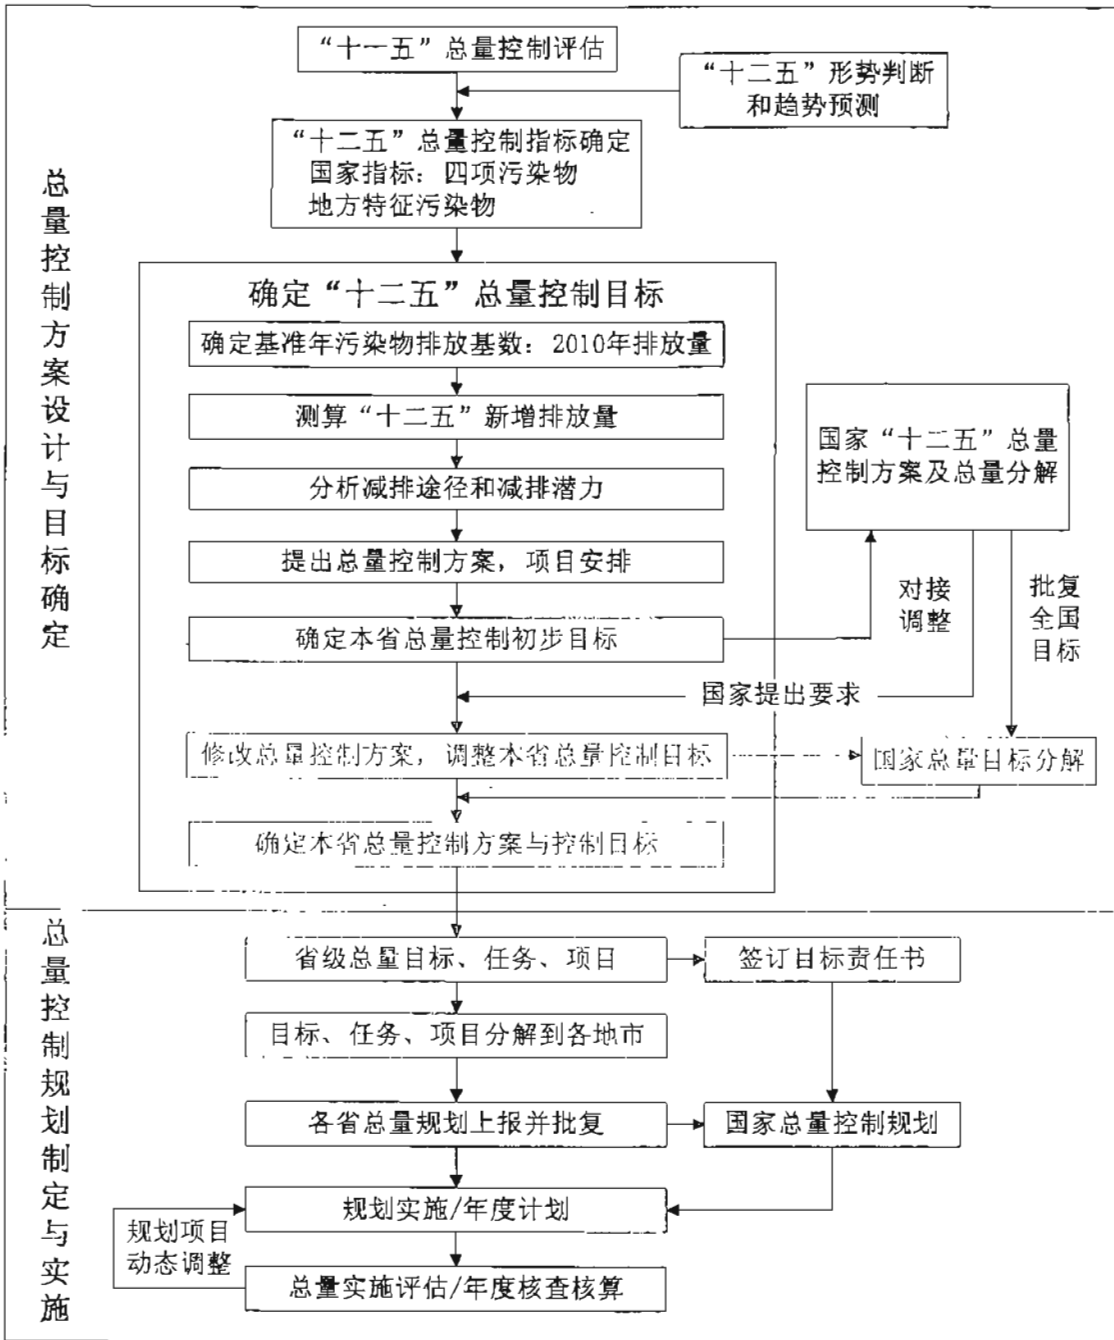 总量控制方案设计与目标确定
“十一五”总量控制评估
“十二五”形势判断
和趋势预测
“十二五”总量控制指标确定
国家指标：四项污染物
地方特征污染物
确定“十二五”总量控制目标
确定基准年污染物排放基数：2010年排放量
测算“十二五”新增排放量
分析减排途径和减排潜力
提出总量控制方案，项目安排
确定本省总量控制初步目标
国家“十二五”总量
控制方案及总量分解
对接
调整
批复
全国
目标
国家提出要求
修改总量控制方案，调整本省总量控制目标
国家总量目标分解
确定本省总量控制方案与控制目标
总量控制规划制定与实施
省级总量目标、任务、项目
签订目标责任书
目标、任务、项目分解到各地市
各省总量规划上报并批复
国家总量控制规划
规划实施/年度计划
规划项目
动态调整
总量实施评估/年度核查核算